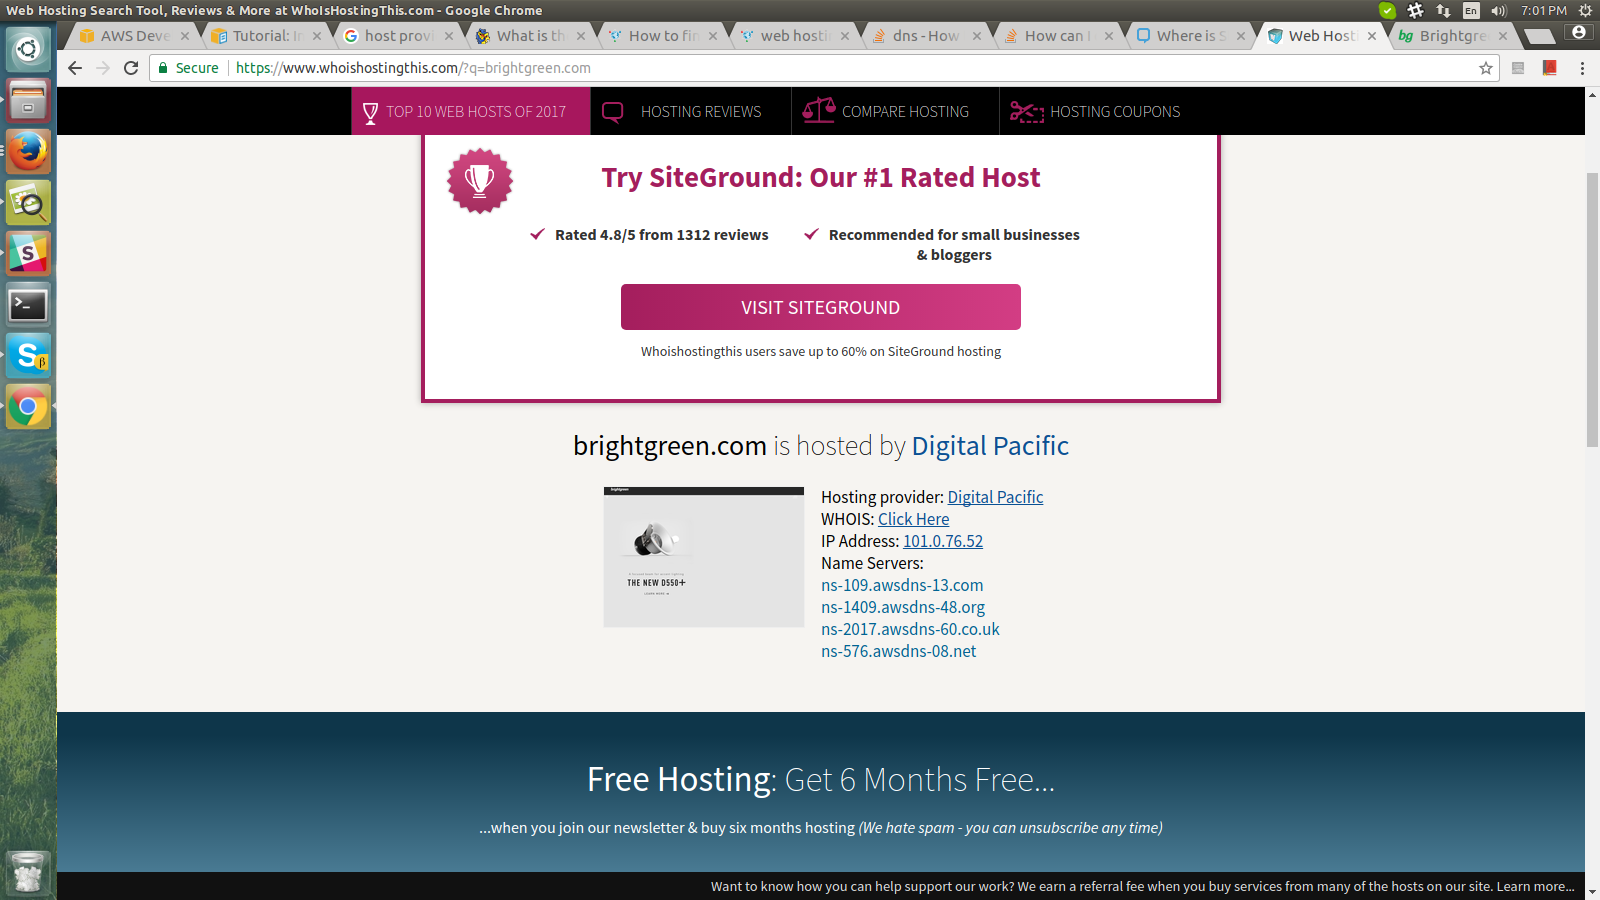 Web Hosting Search Tool, Reviews & More at WhoIsHostingThis.com - Google Chrome
En
7:01 PM
AWS Deve
Tutorial: I
host provi
What is th
How to fi
web hosti
dns - How
How can I
Where is S
Web Host
bg Brightgre
Secure
https://www.whoishostingthis.com/?q=brightgreen.com
TOP 10 WEB HOSTS OF 2017
HOSTING REVIEWS
COMPARE HOSTING
HOSTING COUPONS
Try SiteGround: Our #1 Rated Host
Rated 4.8/5 from 1312 reviews
Recommended for small businesses
& bloggers
VISIT SITEGROUND
Whoishostingthis users save up to 60% on SiteGround hosting
brightgreen.com is hosted by Digital Pacific
brightgreen
THE NEW D550+
LEARN MORE
Hosting provider: Digital Pacific
WHOIS: Click Here
IP Address: 101.0.76.52
Name Servers:
ns-109.awsdns-13.com
ns-1409.awsdns-48.org
ns-2017.awsdns-60.co.uk
ns-576.awsdns-08.net
Free Hosting: Get 6 Months Free...
...when you join our newsletter & buy six months hosting (We hate spam - you can unsubscribe any time)
Want to know how you can help support our work? We earn a referral fee when you buy services from many of the hosts on our site. Learn more...